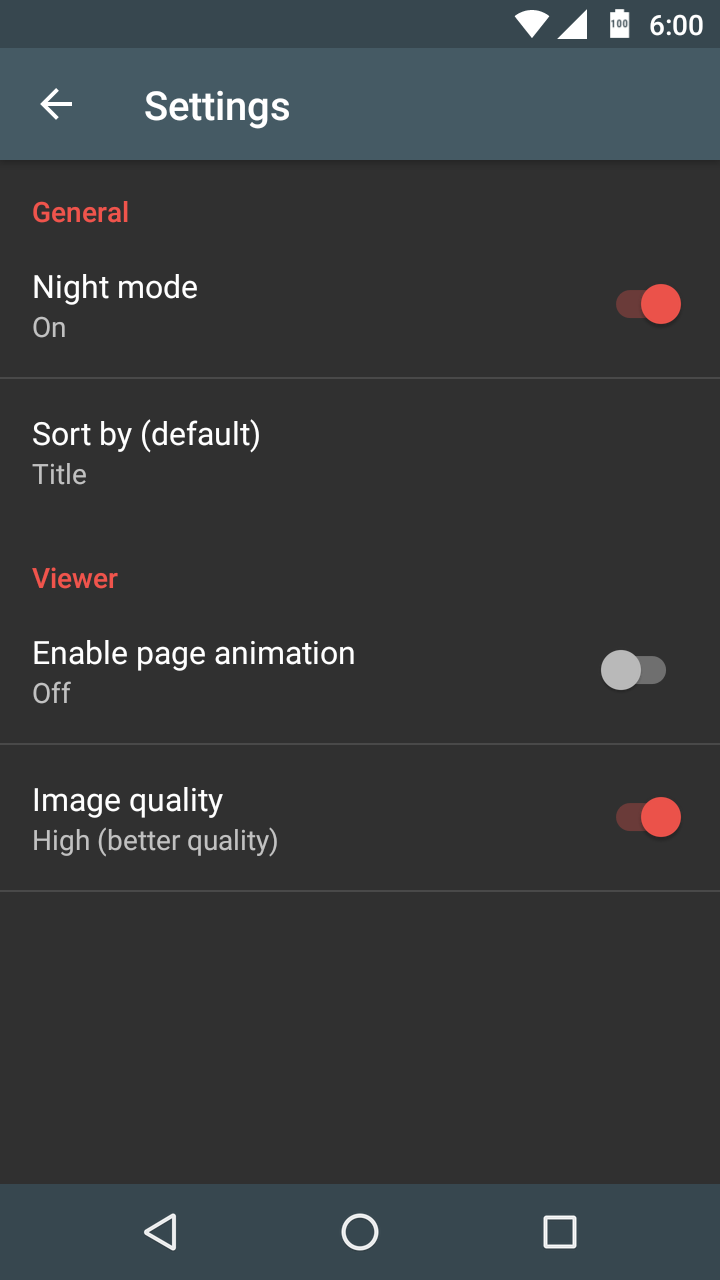 100 6:00
Settings
General
Night mode
On
Sort by (default)
Title
Viewer
Enable page animation
Off
Image quality
High (better quality)